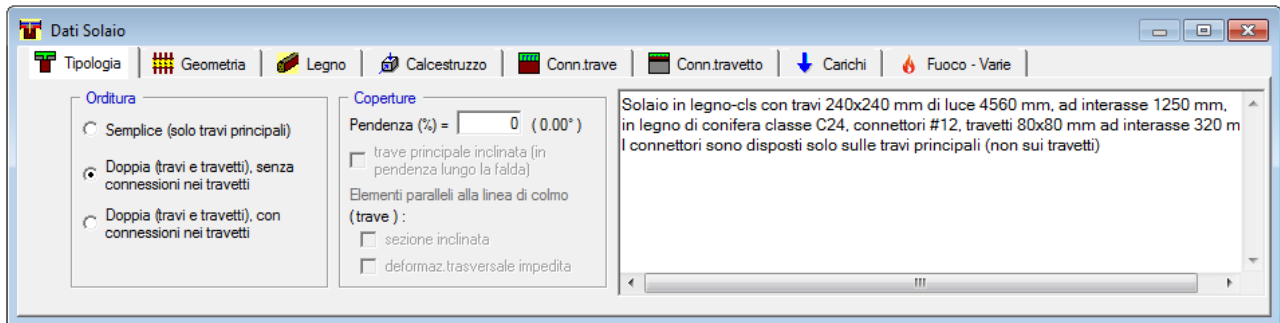 Dati Solaio
Tipologia Geometria Legno Calcestruzzo Conn.trave Conn.travetto Carichi Fuoco - Varie
Orditura
Semplice (solo travi principali)
Doppia (travi e travetti), senza
connessioni nei travetti
Doppia (travi e travetti), con
connessioni nei travetti
Coperture
Pendenza (%) = 0 ( 0.00° )
trave principale inclinata (in
pendenza lungo la falda)
Elementi paralleli alla linea di colmo
(trave ) :
sezione inclinata
deformaz.trasversale impedita
Solaio in legno-cls con travi 240x240 mm di luce 4560 mm, ad interasse 1250 mm,
in legno di conifera classe C24, connettori #12, travetti 80x80 mm ad interasse 320 m
I connettori sono disposti solo sulle travi principali (non sui travetti)